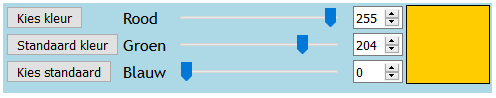 Kies kleur Rood 255
Standaard kleur Groen 204
Kies standaard Blauw 0